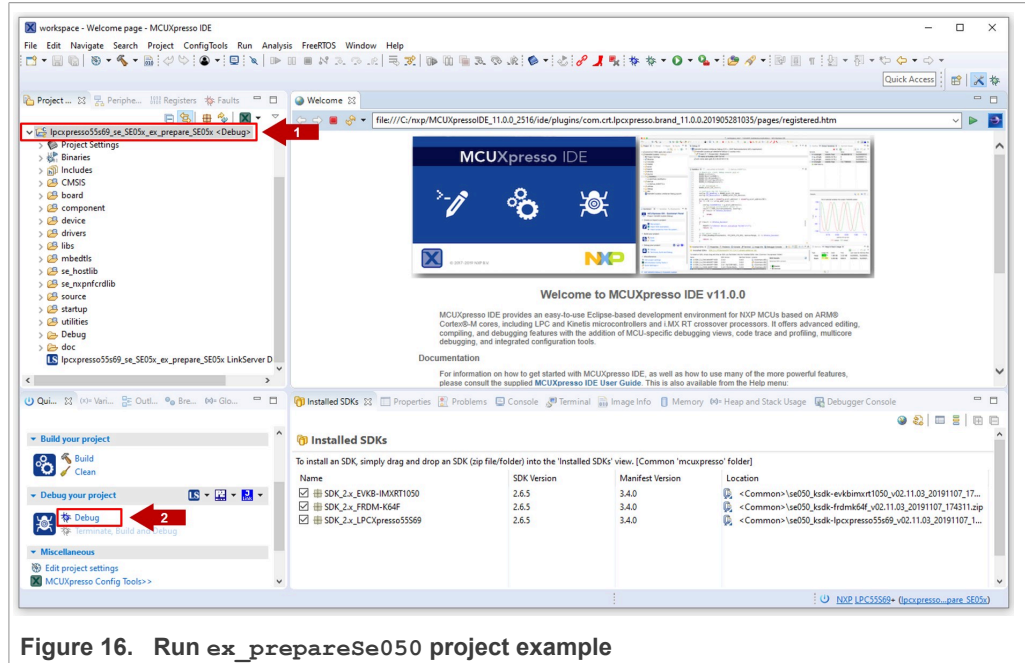 workspace - Welcome page - MCUXpresso IDE
File Edit Navigate Search Project ConfigTools Run Analysis FreeRTOS Window Help
Quick Access
Project ... Periphe... Registers Faults
Welcome
file:///C:/nxp/MCUXpressoIDE_11.0.0_2516/ide/plugins/com.crt.lpcxpresso.brand_11.0.0.201905281035/pages/registered.htm
lpcxpresso55s69_se_SE05x_ex_prepare_SE05x <Debug>
1
Project Settings
Binaries
Includes
CMSIS
board
component
device
drivers
libs
mbedtls
se_hostlib
se_nxpnfcrdlib
source
startup
utilities
Debug
doc
lpcxpresso55s69_se_SE05x_ex_prepare_SE05x LinkServer D
MCUXpresso IDE
NXP
Welcome to MCUXpresso IDE v11.0.0
MCUXpresso IDE provides an easy-to-use Eclipse-based development environment for NXP MCUs based on ARM®
Cortex®-M cores, including LPC and Kinetis microcontrollers and i.MX RT crossover processors. It offers advanced editing,
compiling, and debugging features with the addition of MCU-specific debugging views, code trace and profiling, multicore
debugging, and integrated configuration tools.
Documentation
For information on how to get started with MCUXpresso IDE, as well as how to use many of the more powerful features,
please consult the supplied MCUXpresso IDE User Guide. This is also available from the Help menu:
Qui... Vari... Outl... Bre... Glo...
Build your project
Build
Clean
Debug your project
LS
Debug
2
Terminate, Build and Debug
Miscellaneous
Edit project settings
MCUXpresso Config Tools>>
Installed SDKs Properties Problems Console Terminal Image Info Memory Heap and Stack Usage Debugger Console
Installed SDKs
To install an SDK, simply drag and drop an SDK (zip file/folder) into the 'Installed SDKs' view. [Common 'mcuxpresso' folder]
Name SDK Version Manifest Version Location
SDK_2.x_EVKB-IMXRT1050 2.6.5 3.4.0 <Common>\se050_ksdk-evkbimxrt1050_v02.11.03_20191107_17...
SDK_2.x_FRDM-K64F 2.6.5 3.4.0 <Common>\se050_ksdk-frdmk64f_v02.11.03_20191107_174311.zip
SDK_2.x_LPCXpresso55S69 2.6.5 3.4.0 <Common>\se050_ksdk-lpcxpresso55s69_v02.11.03_20191107_1...
NXP LPC55S69* (lpcxpresso...pare_SE05x)
Figure 16. Run ex_prepareSe050 project example